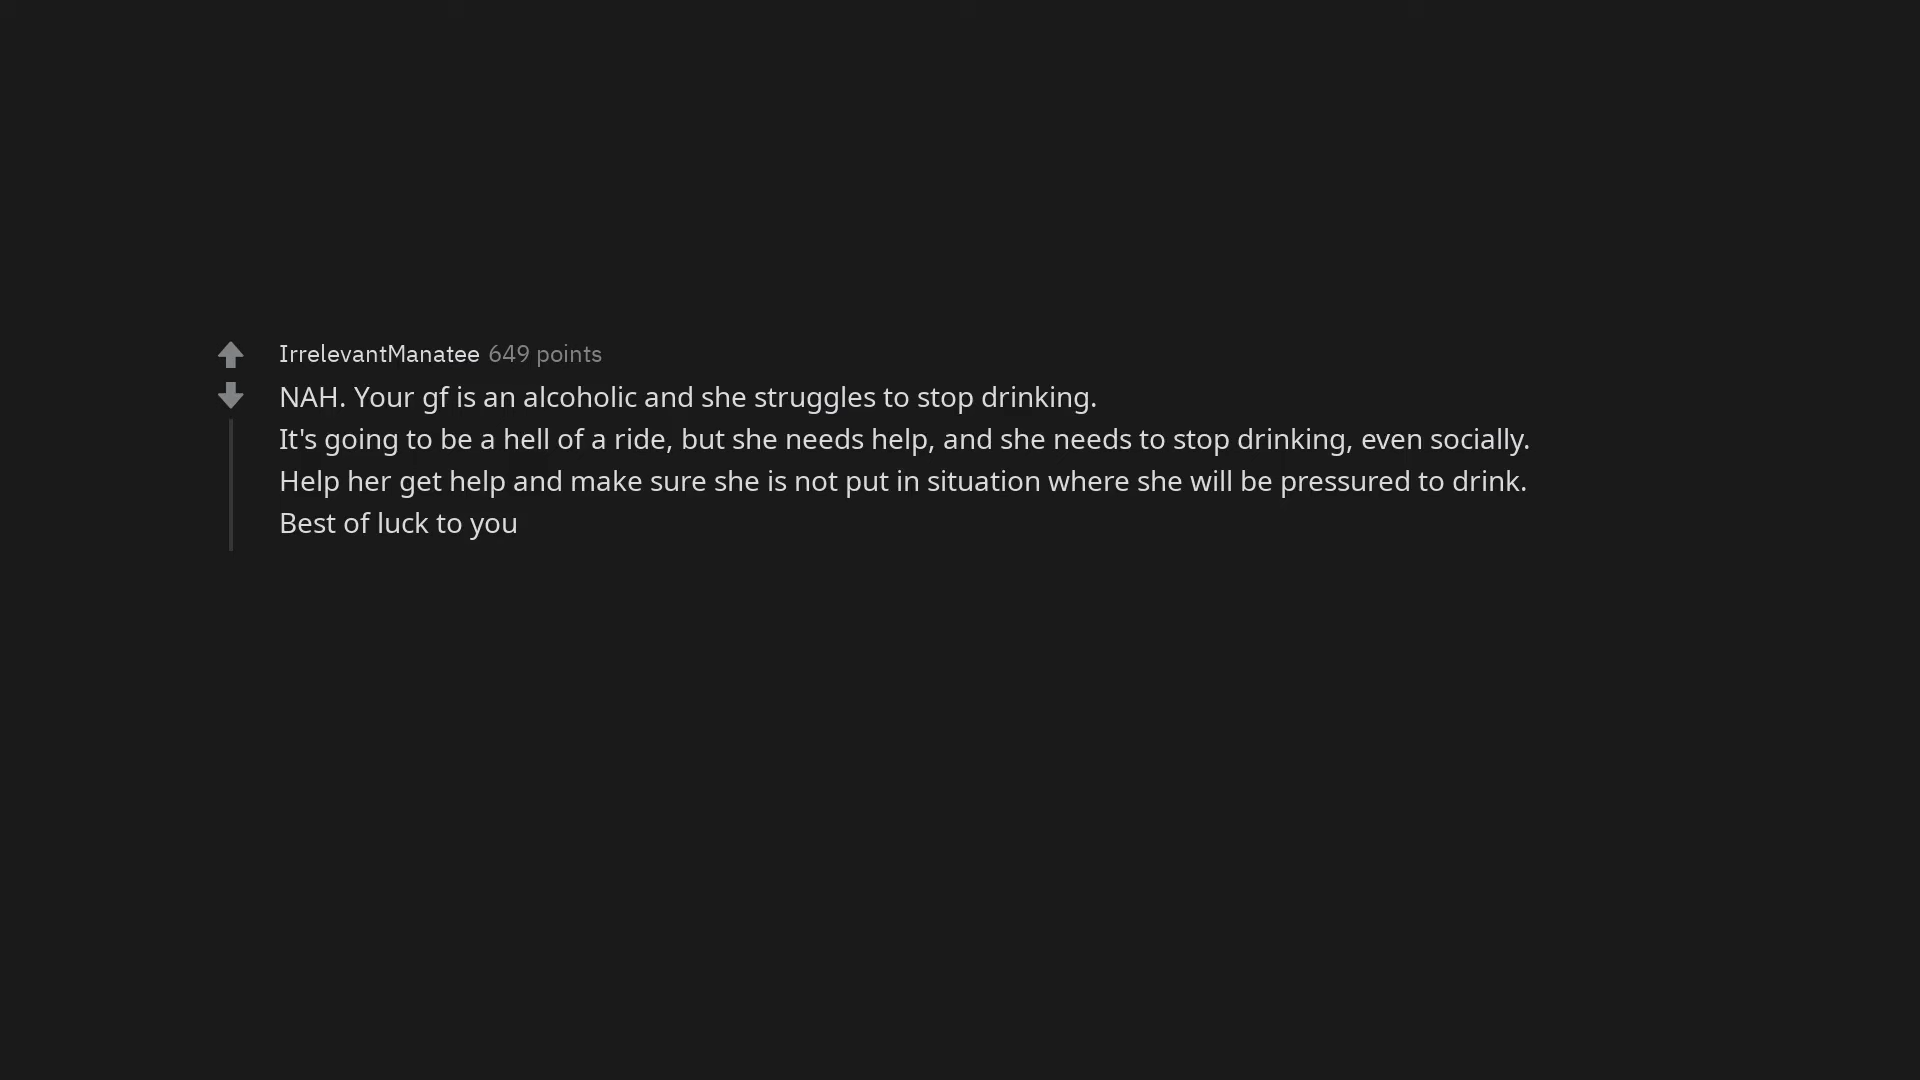 IrrelevantManatee 649 points
NAH. Your gf is an alcoholic and she struggles to stop drinking.
It's going to be a hell of a ride, but she needs help, and she needs to stop drinking, even socially.
Help her get help and make sure she is not put in situation where she will be pressured to drink.
Best of luck to you